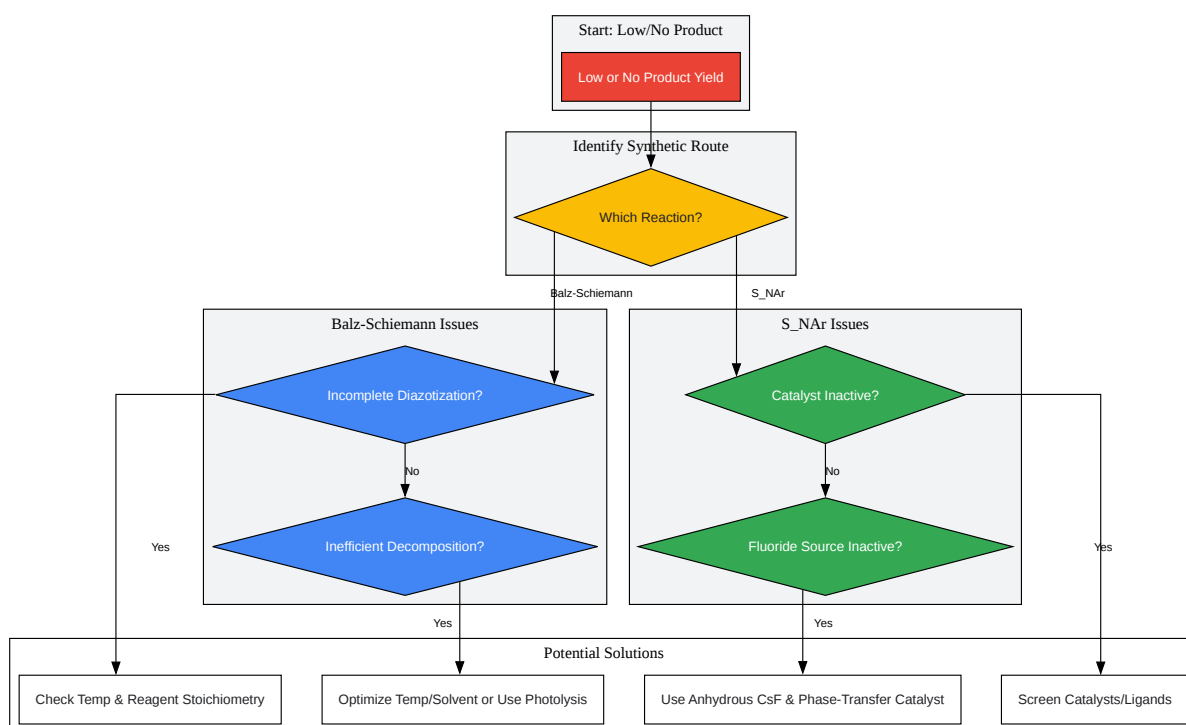 Start: Low/No Product
Low or No Product Yield
Identify Synthetic Route
Which Reaction?
Balz-Schiemann
S_NAr
Balz-Schiemann Issues
S_NAr Issues
Incomplete Diazotization?
Catalyst Inactive?
No
No
Inefficient Decomposition?
Fluoride Source Inactive?
Yes
Yes
Yes
Yes
Potential Solutions
Check Temp & Reagent Stoichiometry
Optimize Temp/Solvent or Use Photolysis
Use Anhydrous CsF & Phase-Transfer Catalyst
Screen Catalysts/Ligands